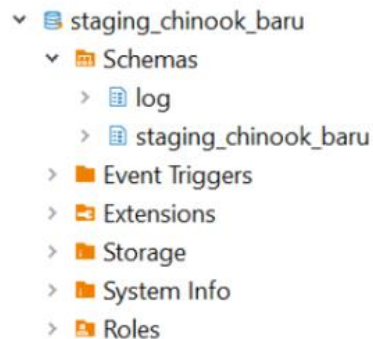 staging_chinook_baru
Schemas
log
staging_chinook_baru
Event Triggers
Extensions
Storage
System Info
Roles